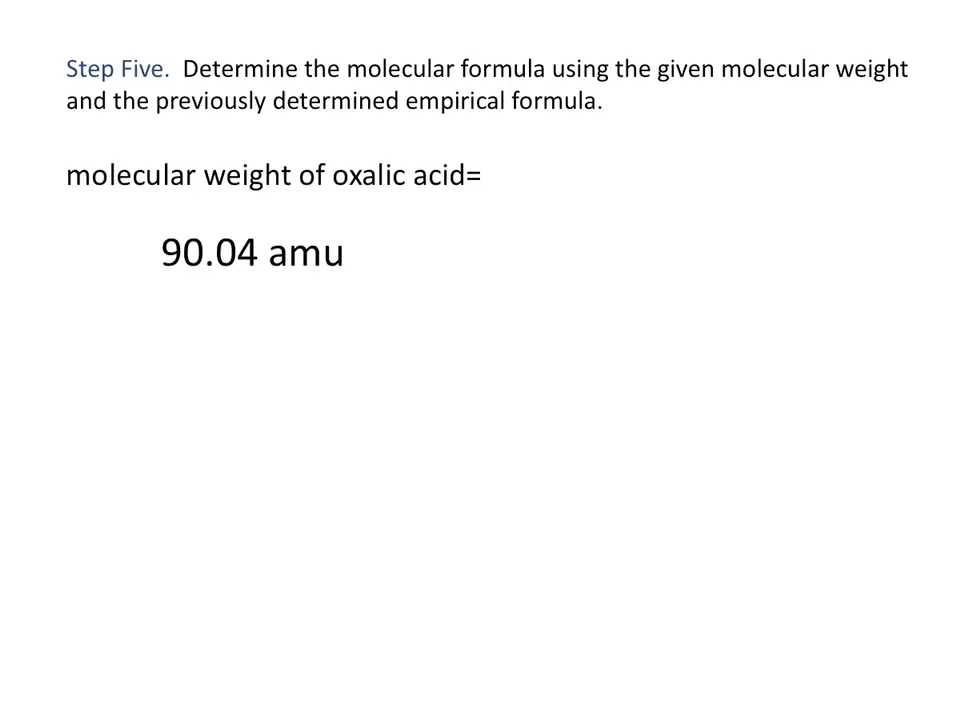 Step Five.  Determine the molecular formula using the given molecular weight
and the previously determined empirical formula.
molecular weight of oxalic acid=
90.04 amu